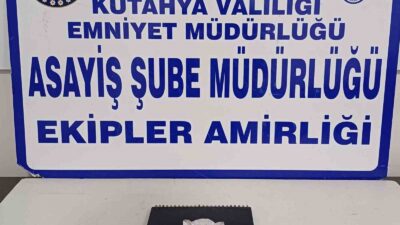 KÜTAHYA VALİLİĞİ
EMNİYET MÜDÜRLÜĞÜ
ASAYİŞ ŞUBE MÜDÜRLÜĞÜ
EKİPLER AMİRLİĞİ